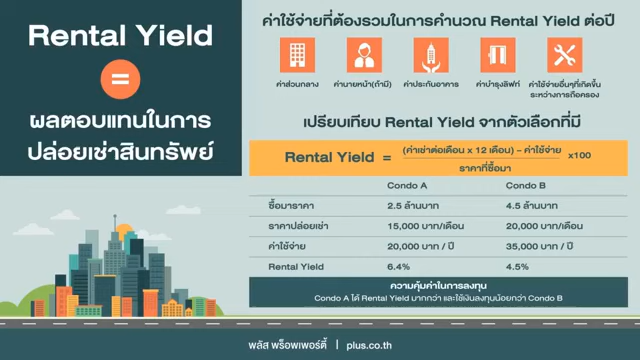 Rental Yield
=
ผลตอบแทนในการ
ปล่อยเช่าสินทรัพย์
ค่าใช้จ่ายที่ต้องรวมในการคำนวณ Rental Yield ต่อปี
ค่าส่วนกลาง
ค่านายหน้า(ถ้ามี)
ค่าประกันอาคาร
ค่าบำรุงลิฟท์
ค่าใช้จ่ายอื่นๆที่เกิดขึ้น
ระหว่างการถือครอง
เปรียบเทียบ Rental Yield จากตัวเลือกที่มี
Rental Yield = (ค่าเช่าต่อเดือน x 12 เดือน) – ค่าใช้จ่าย x100
ราคาที่ซื้อมา
Condo A Condo B
ซื้อมาราคา 2.5 ล้านบาท 4.5 ล้านบาท
ราคาปล่อยเช่า 15,000 บาท/เดือน 20,000 บาท/เดือน
ค่าใช้จ่าย 20,000 บาท / ปี 35,000 บาท / ปี
Rental Yield 6.4% 4.5%
ความคุ้มค่าในการลงทุน
Condo A ได้ Rental Yield มากกว่า และใช้เงินลงทุนน้อยกว่า Condo B
พลัส พร็อพเพอร์ตี้ | plus.co.th